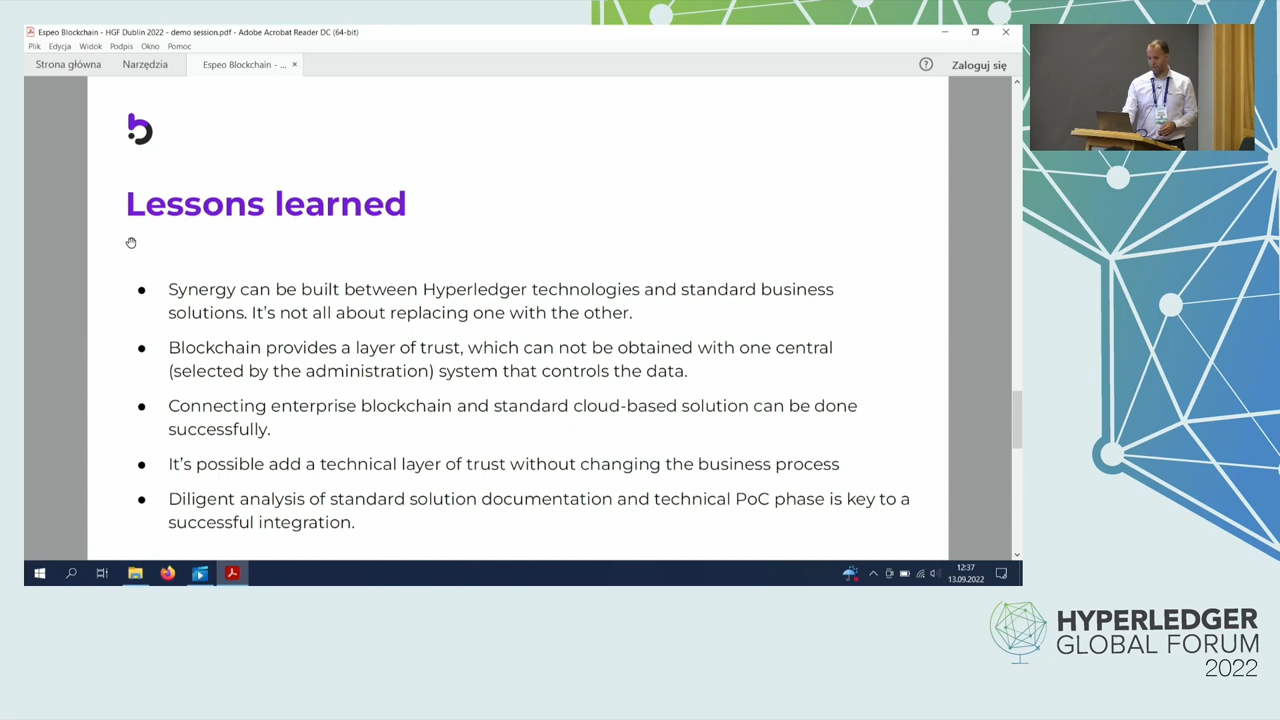 Espeo Blockchain - HGF Dublin 2022 - demo session.pdf - Adobe Acrobat Reader DC (64-bit)
Plik Edycja Widok Podpis Okno Pomoc
Strona główna Narzędzia Espeo Blockchain - ... × Zaloguj się
Lessons learned
● Synergy can be built between Hyperledger technologies and standard business
solutions. It’s not all about replacing one with the other.
● Blockchain provides a layer of trust, which can not be obtained with one central
(selected by the administration) system that controls the data.
● Connecting enterprise blockchain and standard cloud-based solution can be done
successfully.
● It’s possible add a technical layer of trust without changing the business process
● Diligent analysis of standard solution documentation and technical PoC phase is key to a
successful integration.
12:37
13.09.2022
HYPERLEDGER
GLOBAL FORUM
2022